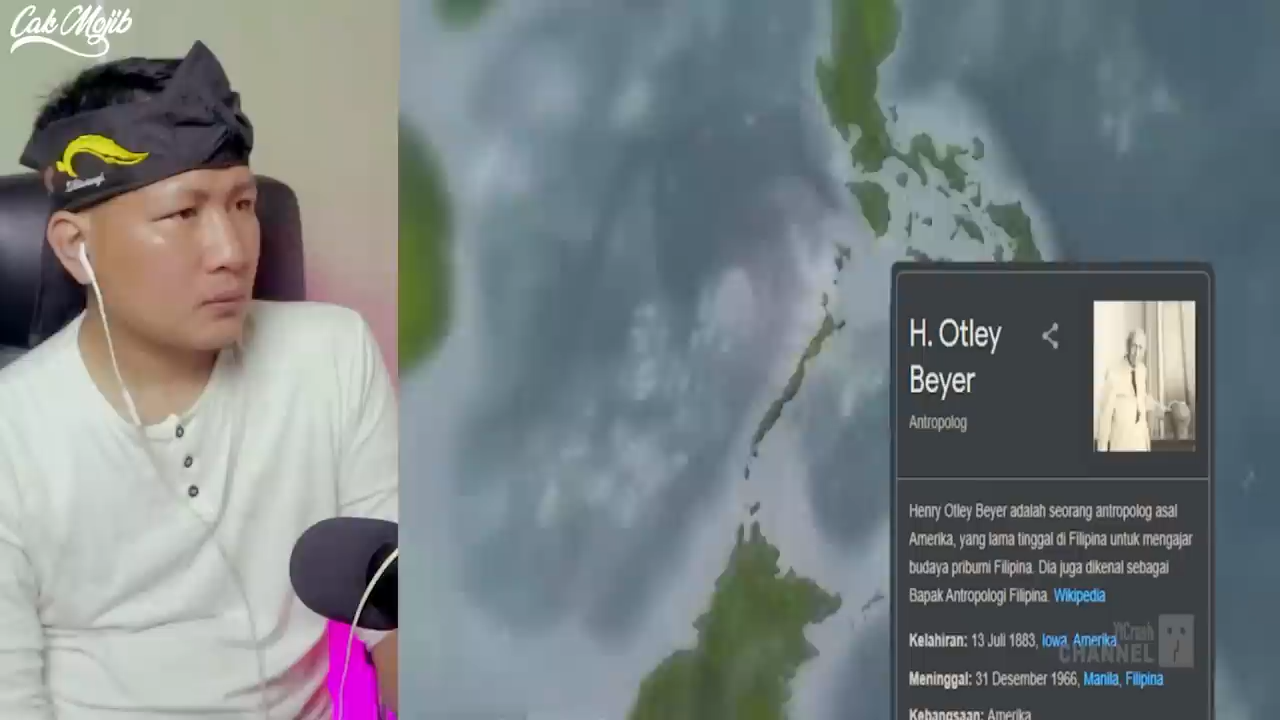 Cak Mojib
H. Otley
Beyer
Antropolog
Henry Otley Beyer adalah seorang antropolog asal
Amerika, yang lama tinggal di Filipina untuk mengajar
budaya pribumi Filipina. Dia juga dikenal sebagai
Bapak Antropologi Filipina. Wikipedia
Kelahiran: 13 Juli 1883, Iowa, Amerika
CHANNEL
Meninggal: 31 Desember 1966, Manila, Filipina
Kebangsaan: Amerika